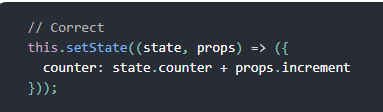 // Correct
this.setState((state, props) => ({
  counter: state.counter + props.increment
}));